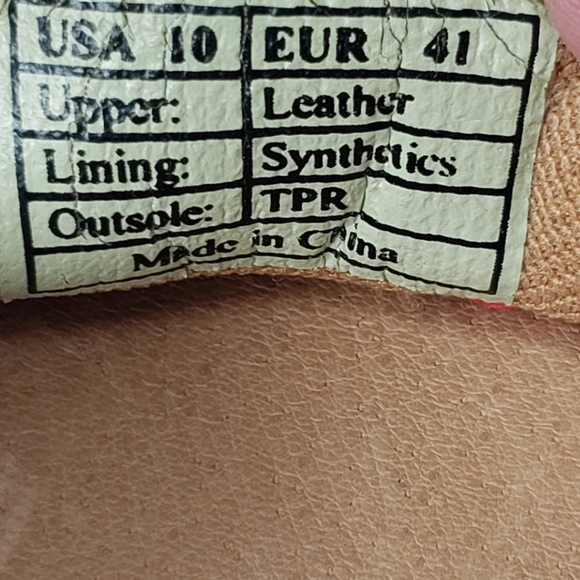 USA 10 EUR 41
Upper: Leather
Lining: Synthetics
Outsole: TPR
Made in China